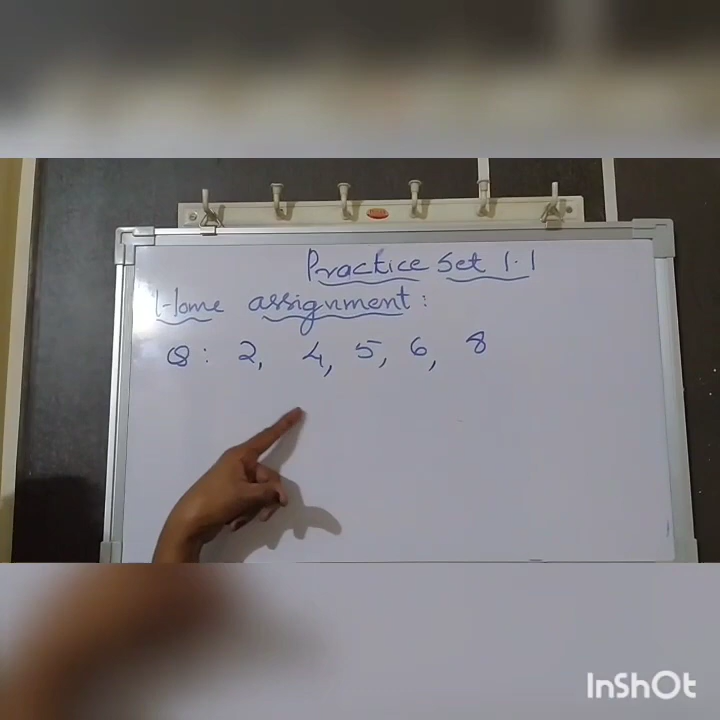 Practice Set 1.1
Home assignment :
Q : 2, 4, 5, 6, 8
InShOt